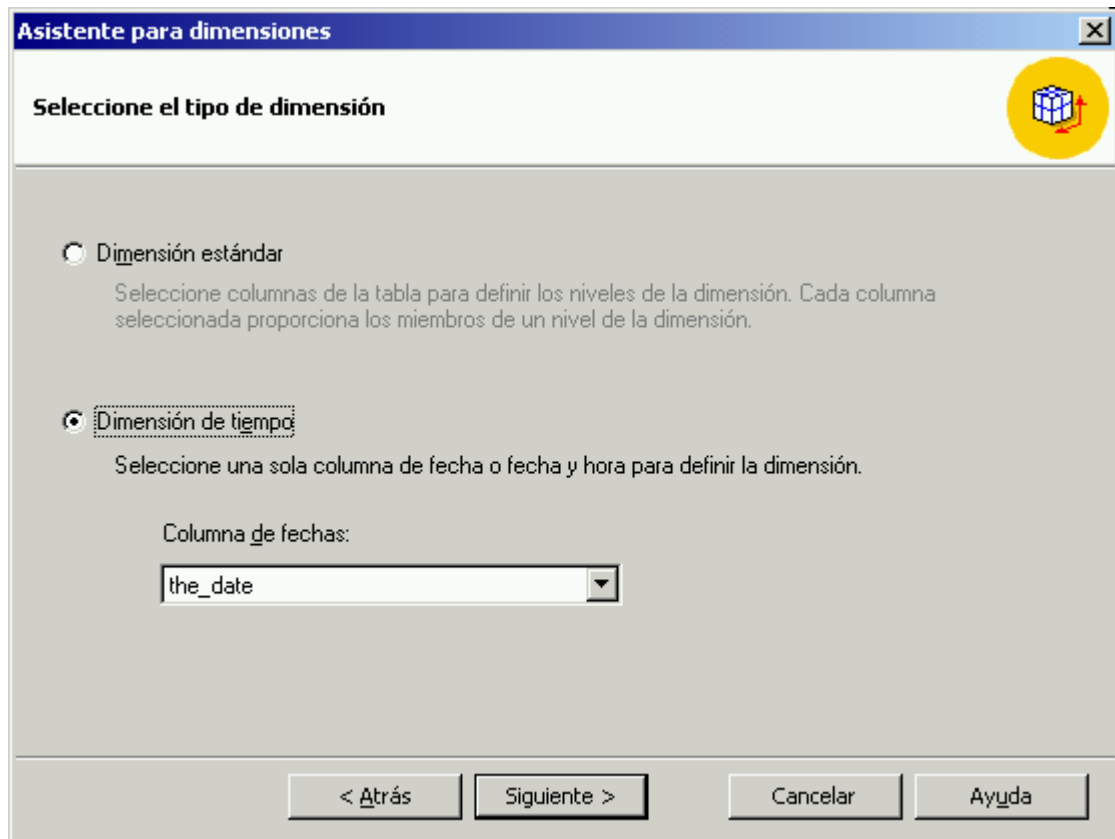 Asistente para dimensiones
Seleccione el tipo de dimensión
Dimensión estándar
Seleccione columnas de la tabla para definir los niveles de la dimensión. Cada columna
seleccionada proporciona los miembros de un nivel de la dimensión.
Dimensión de tiempo
Seleccione una sola columna de fecha o fecha y hora para definir la dimensión.
Columna de fechas:
the_date
< Atrás
Siguiente >
Cancelar
Ayuda